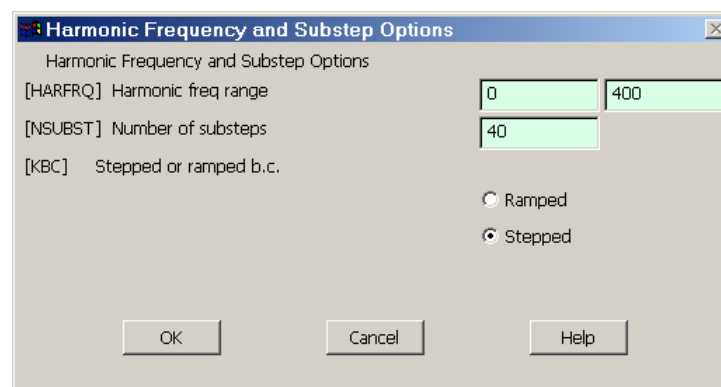 Harmonic Frequency and Substep Options
Harmonic Frequency and Substep Options
[HARFRQ] Harmonic freq range 0 400
[NSUBST] Number of substeps 40
[KBC] Stepped or ramped b.c.
Ramped
Stepped
OK Cancel Help